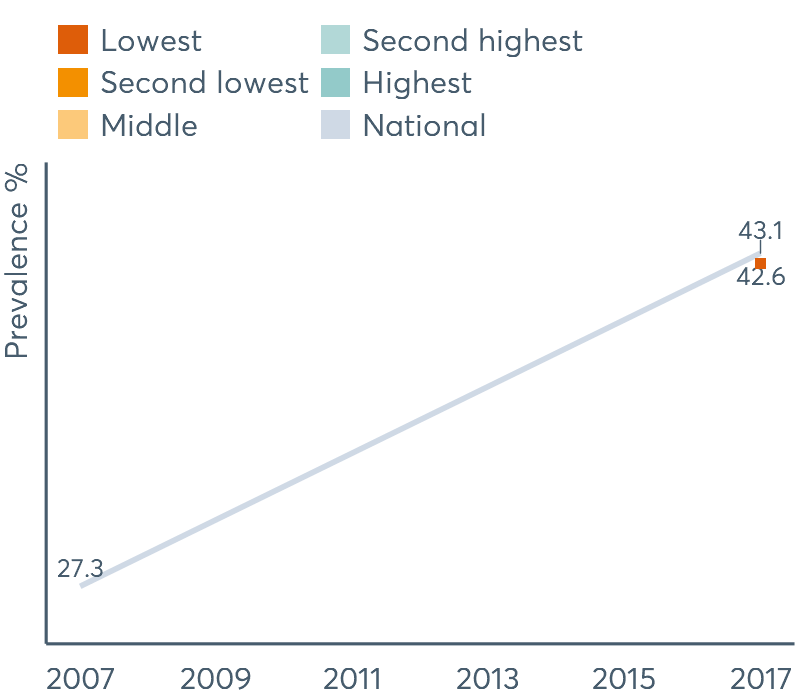 Lowest
Second lowest
Middle
Second highest
Highest
National
Prevalence %
43.1
42.6
27.3
2007 2009 2011 2013 2015 2017